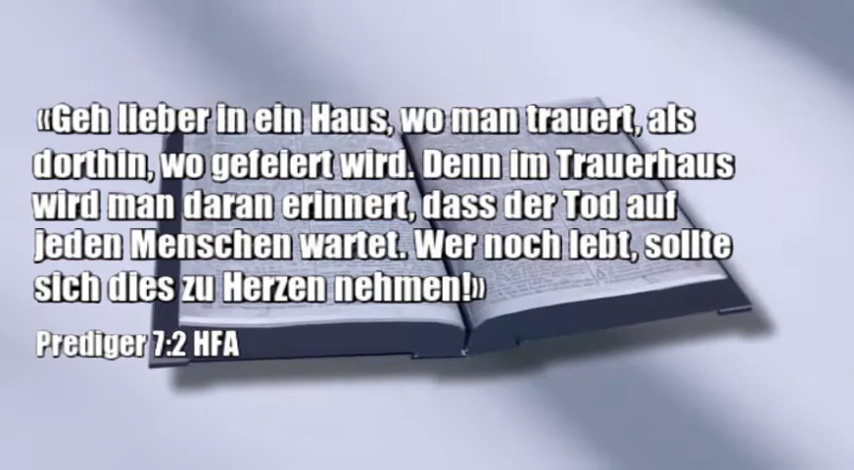 «Geh lieber in ein Haus, wo man trauert, als
dorthin, wo gefeiert wird. Denn im Trauerhaus
wird man daran erinnert, dass der Tod auf
jeden Menschen wartet. Wer noch lebt, sollte
sich dies zu Herzen nehmen!»
Prediger 7:2 HFA